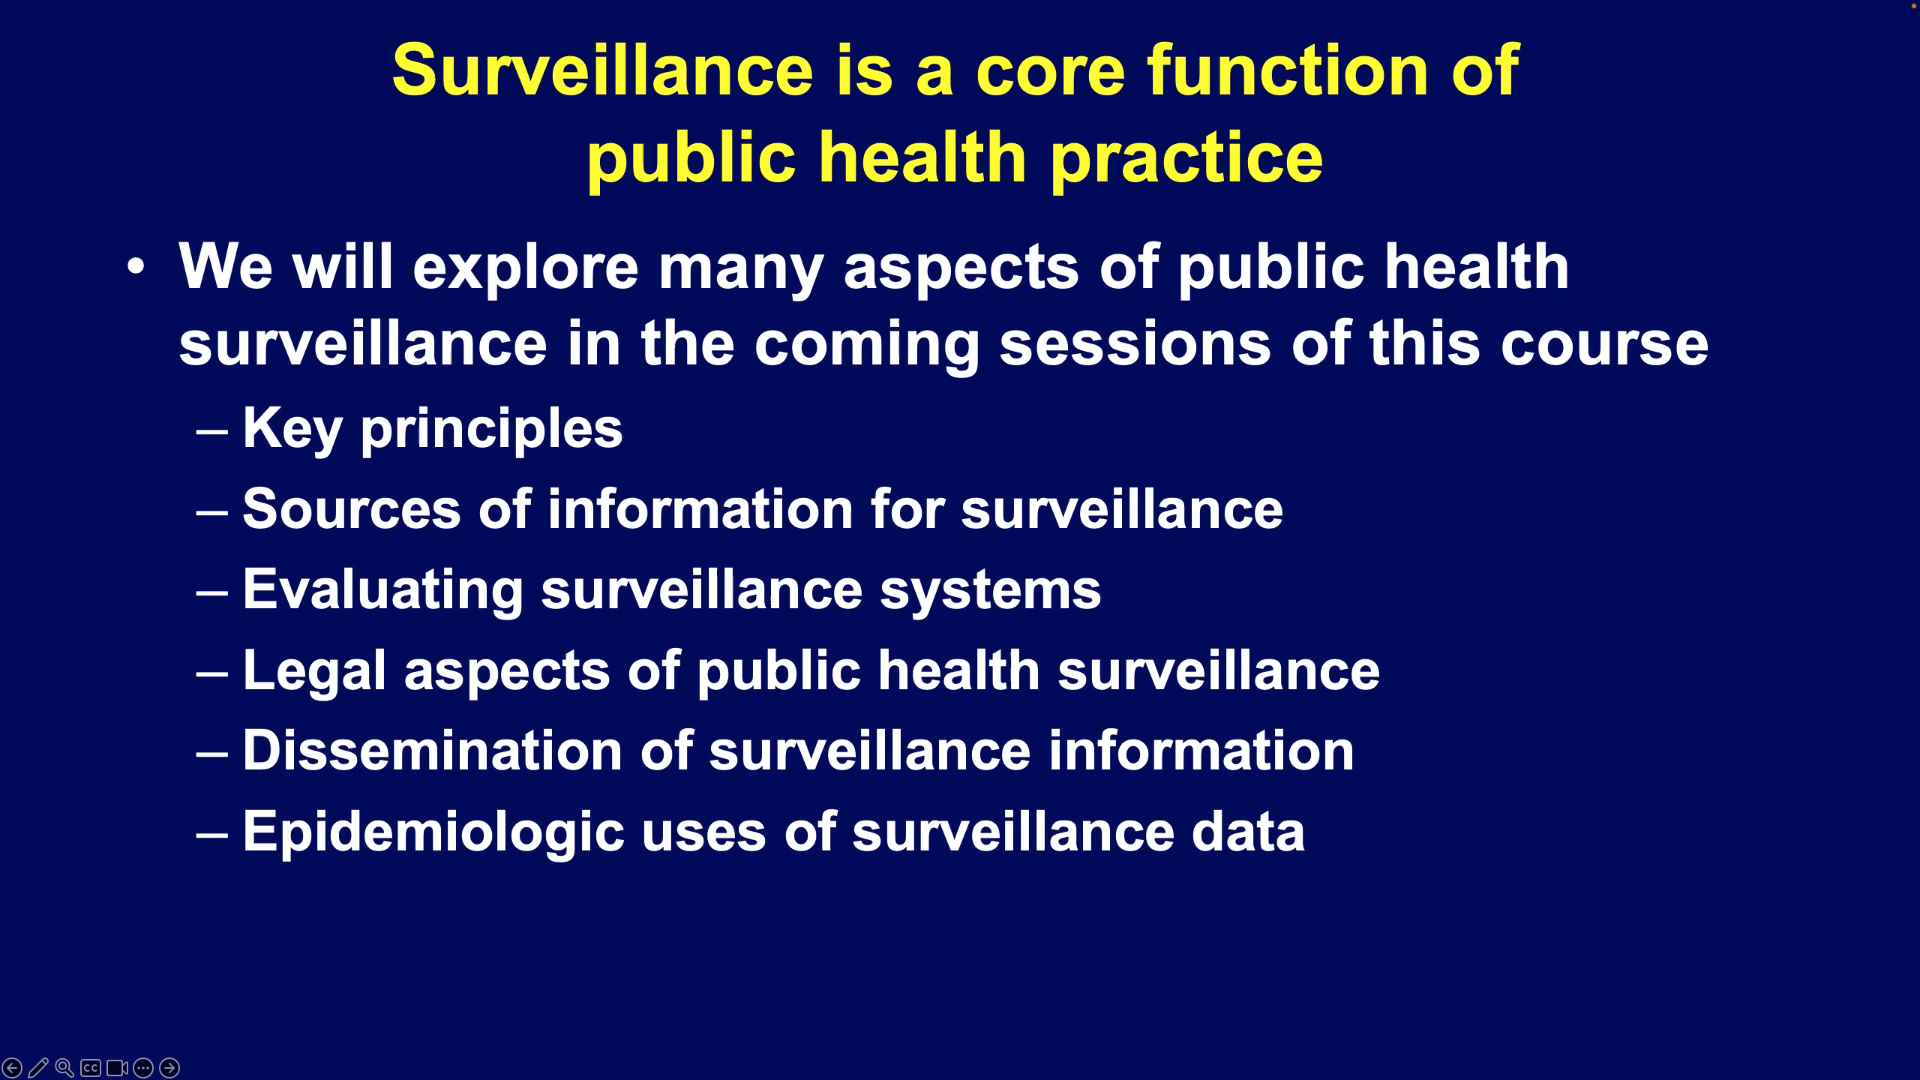 Surveillance is a core function of
public health practice
• We will explore many aspects of public health
surveillance in the coming sessions of this course
– Key principles
– Sources of information for surveillance
– Evaluating surveillance systems
– Legal aspects of public health surveillance
– Dissemination of surveillance information
– Epidemiologic uses of surveillance data
CC